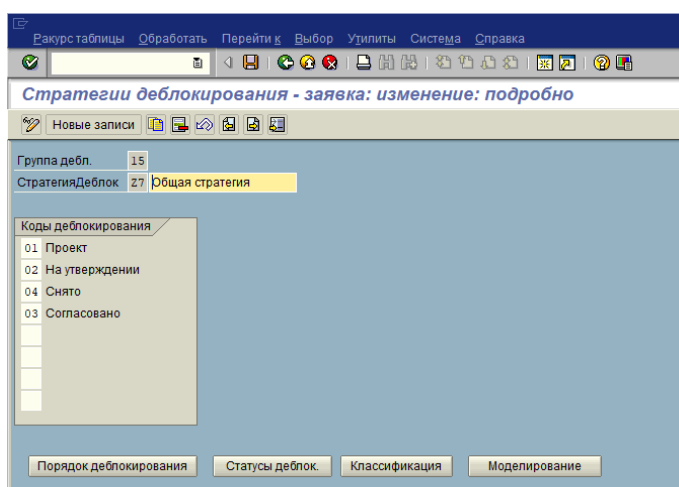 Ракурс таблицы Обработать Перейти к Выбор Утилиты Система Справка
Стратегии деблокирования - заявка: изменение: подробно
Новые записи
Группа дебл. 15
СтратегияДеблок Z7 Общая стратегия
Коды деблокирования
01 Проект
02 На утверждении
04 Снято
03 Согласовано
Порядок деблокирования Статусы деблок. Классификация Моделирование